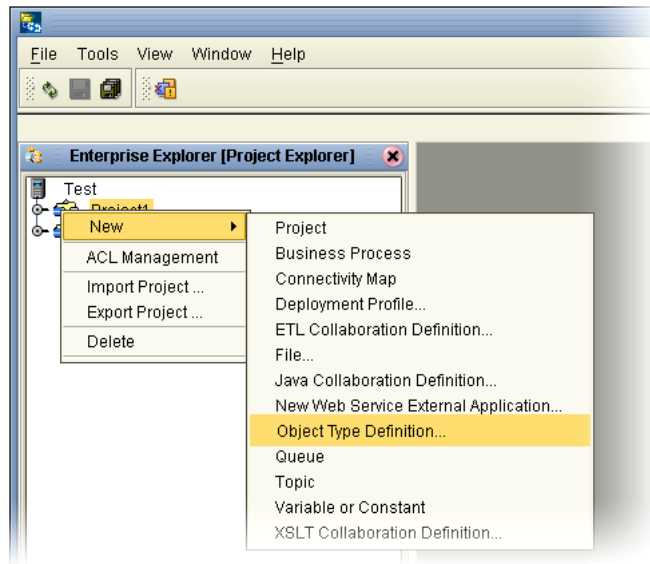 File Tools View Window Help
Enterprise Explorer [Project Explorer]
Test
Project1
New
ACL Management
Import Project ...
Export Project ...
Delete
Project
Business Process
Connectivity Map
Deployment Profile...
ETL Collaboration Definition...
File...
Java Collaboration Definition...
New Web Service External Application...
Object Type Definition...
Queue
Topic
Variable or Constant
XSLT Collaboration Definition...